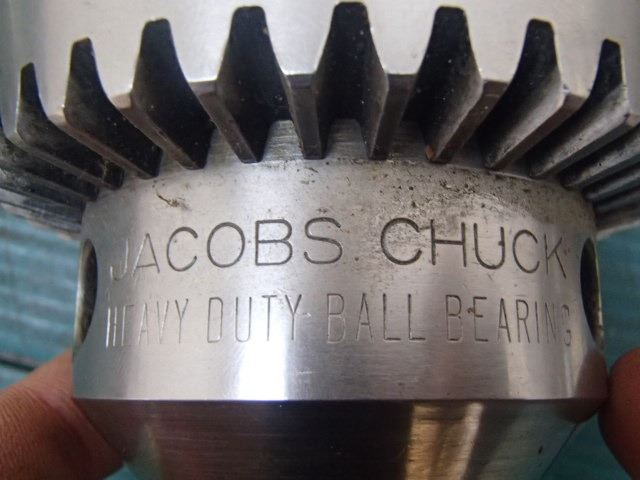 JACOBS CHUCK
HEAVY DUTY BALL BEARING